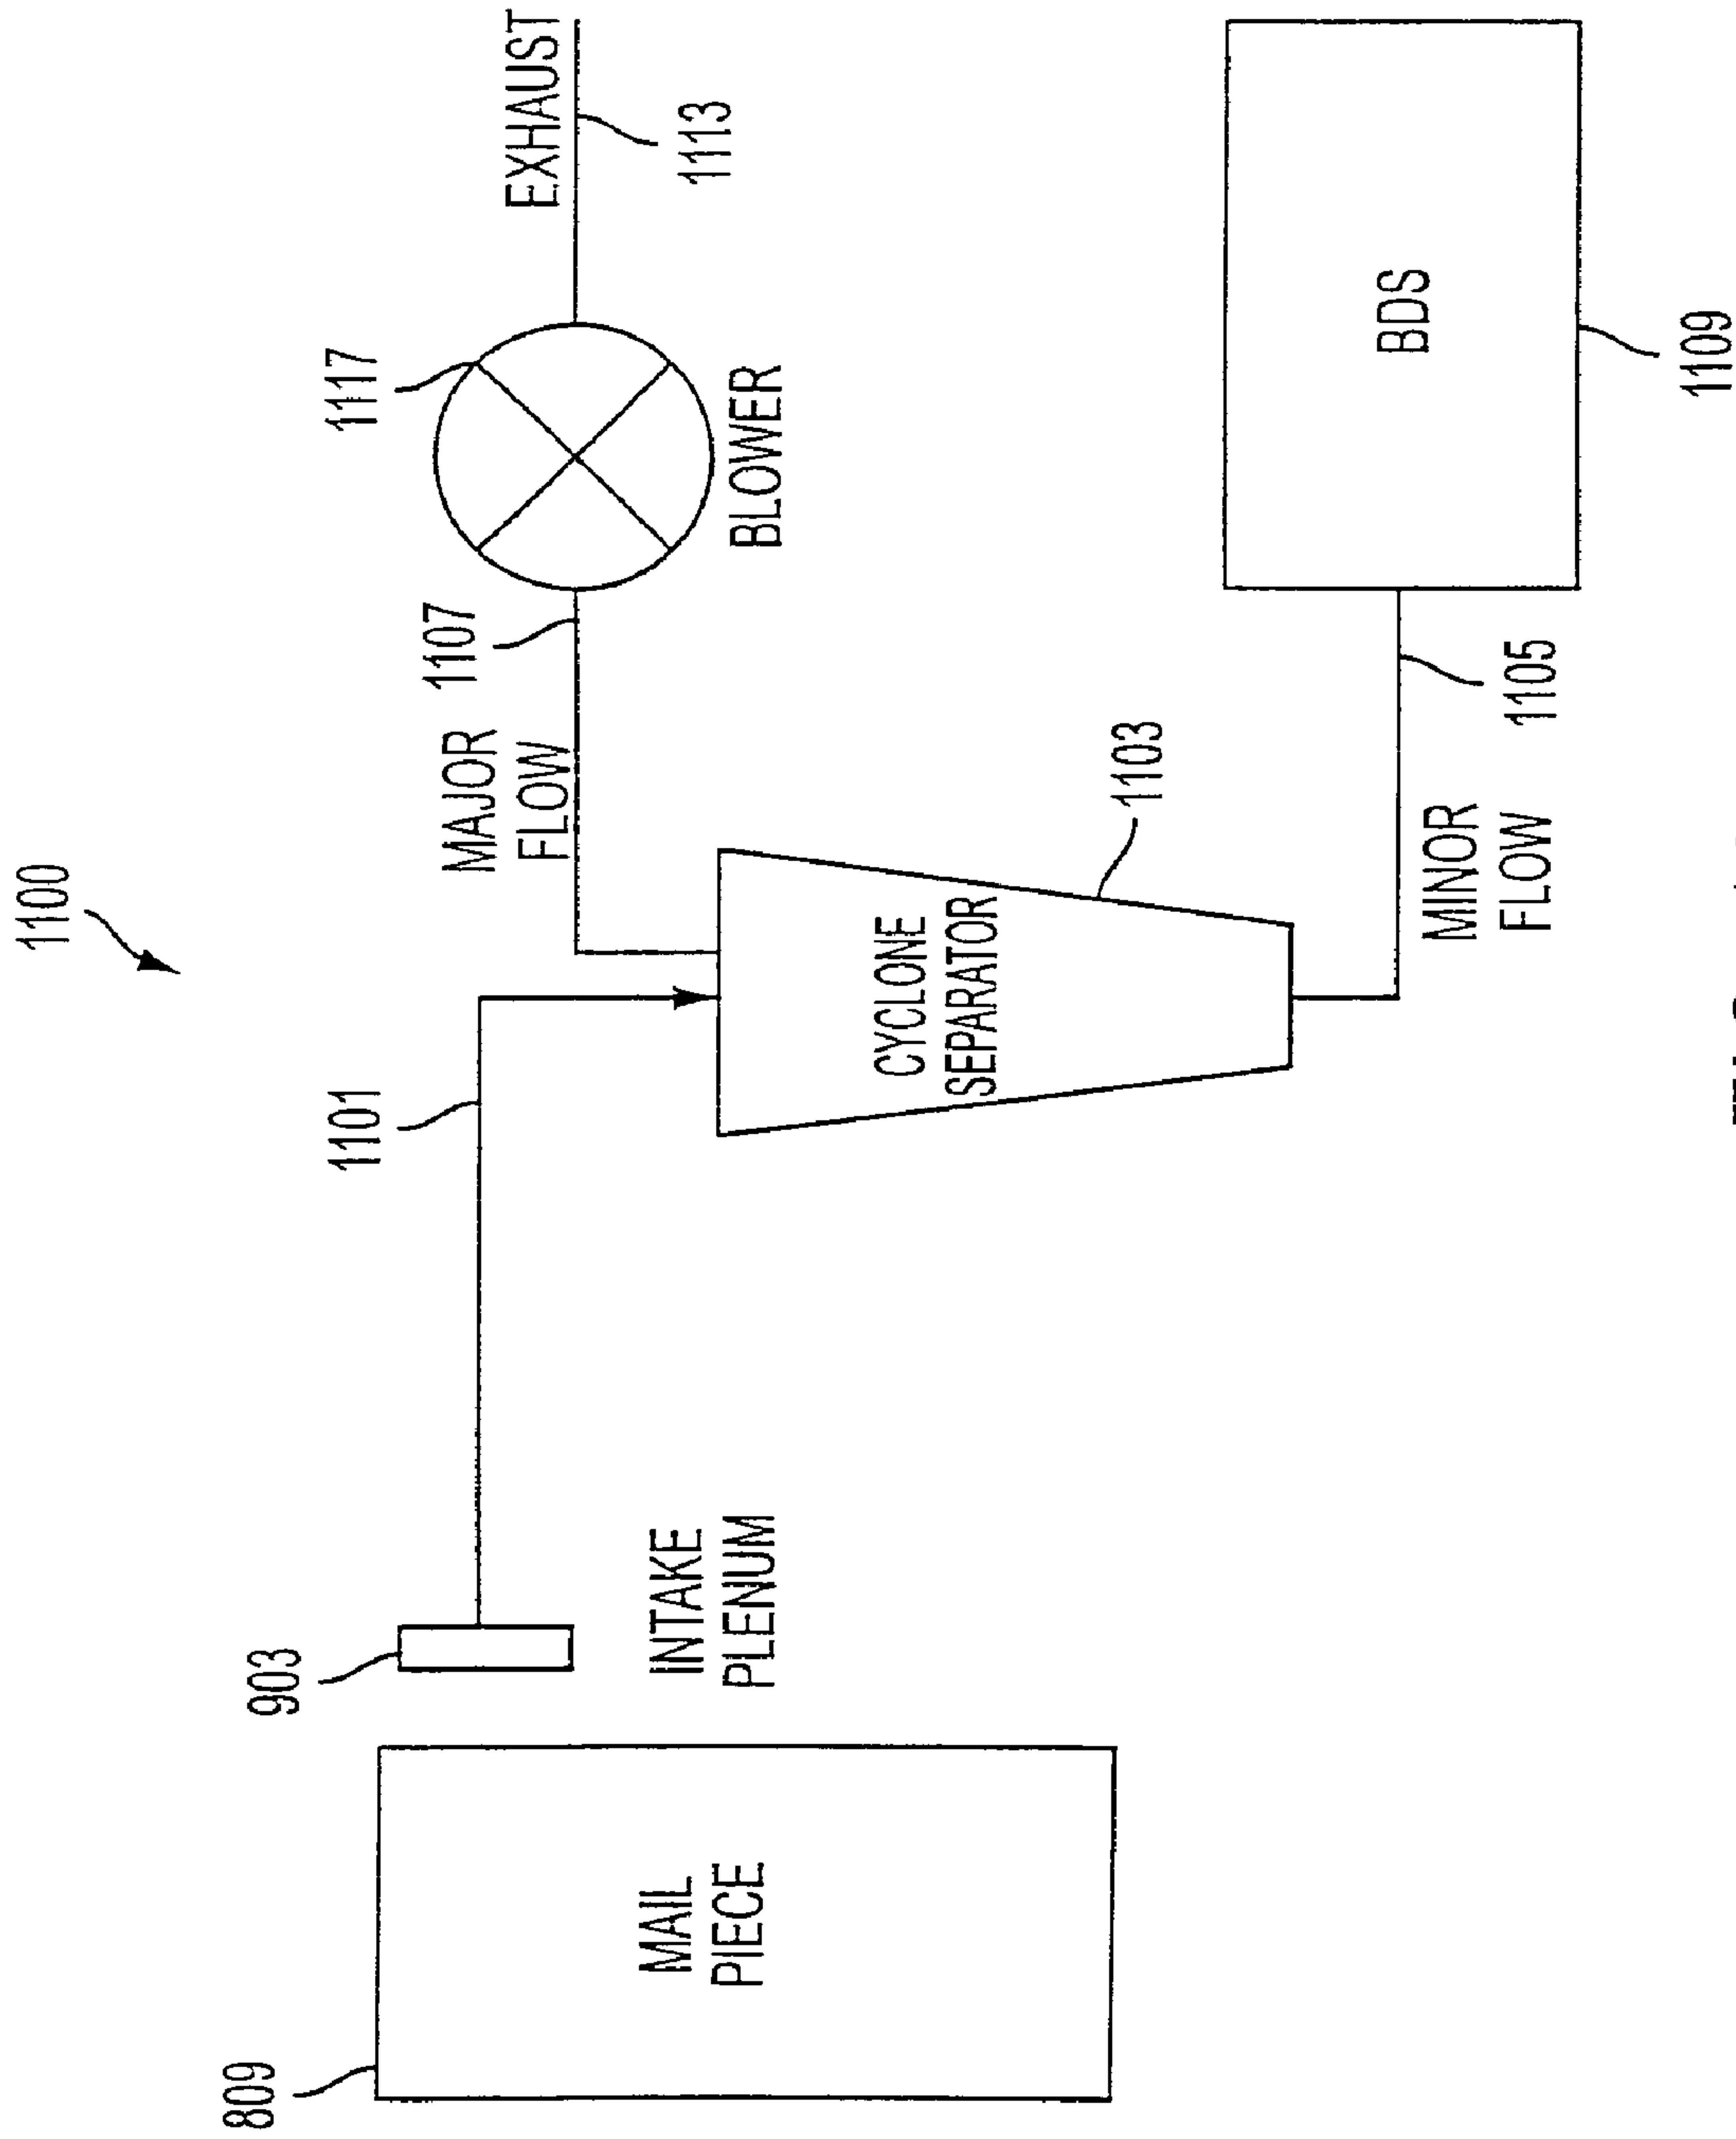 1100
809
903
1101
1117
1107
MAJOR
FLOW
EXHAUST
1113
MAIL
PIECE
INTAKE
PLENUM
BLOWER
CYCLONE
SEPARATOR
1103
BDS
MINOR
FLOW
1105
1109